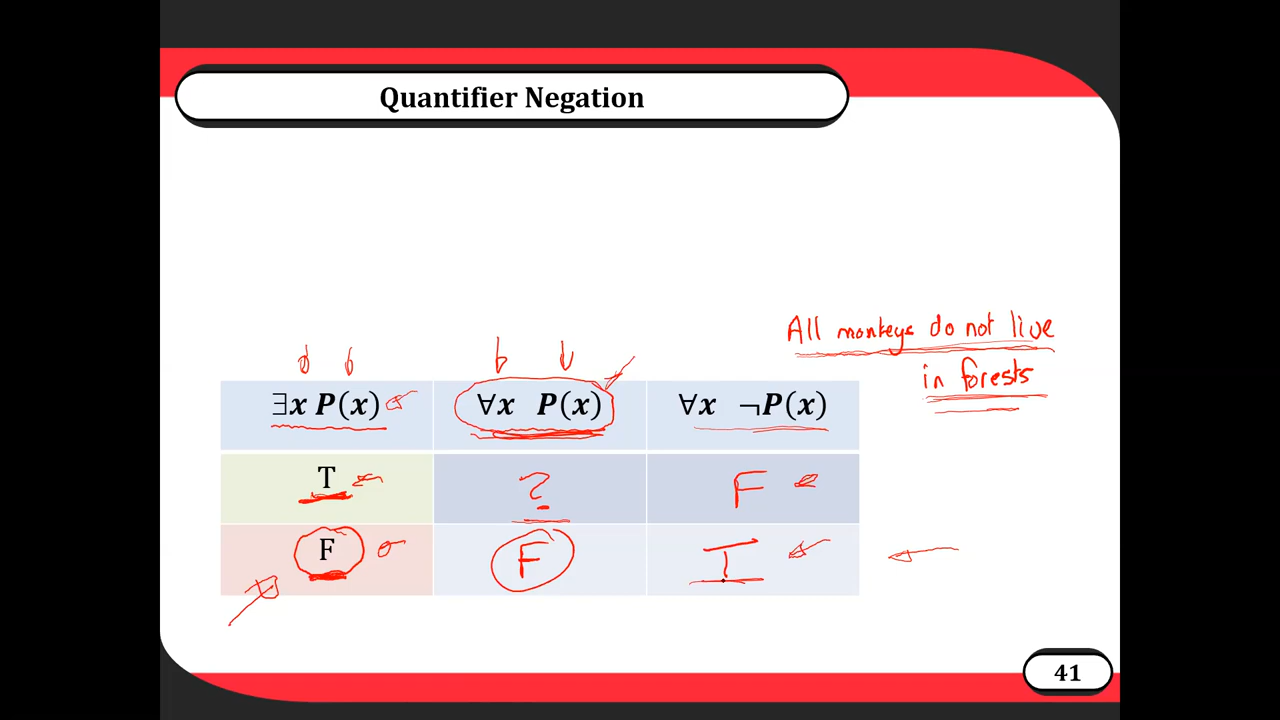 Quantifier Negation
All monkeys do not live
in forests
∃x P(x) ∀x P(x) ∀x ¬P(x)
T ? F
F F T
41